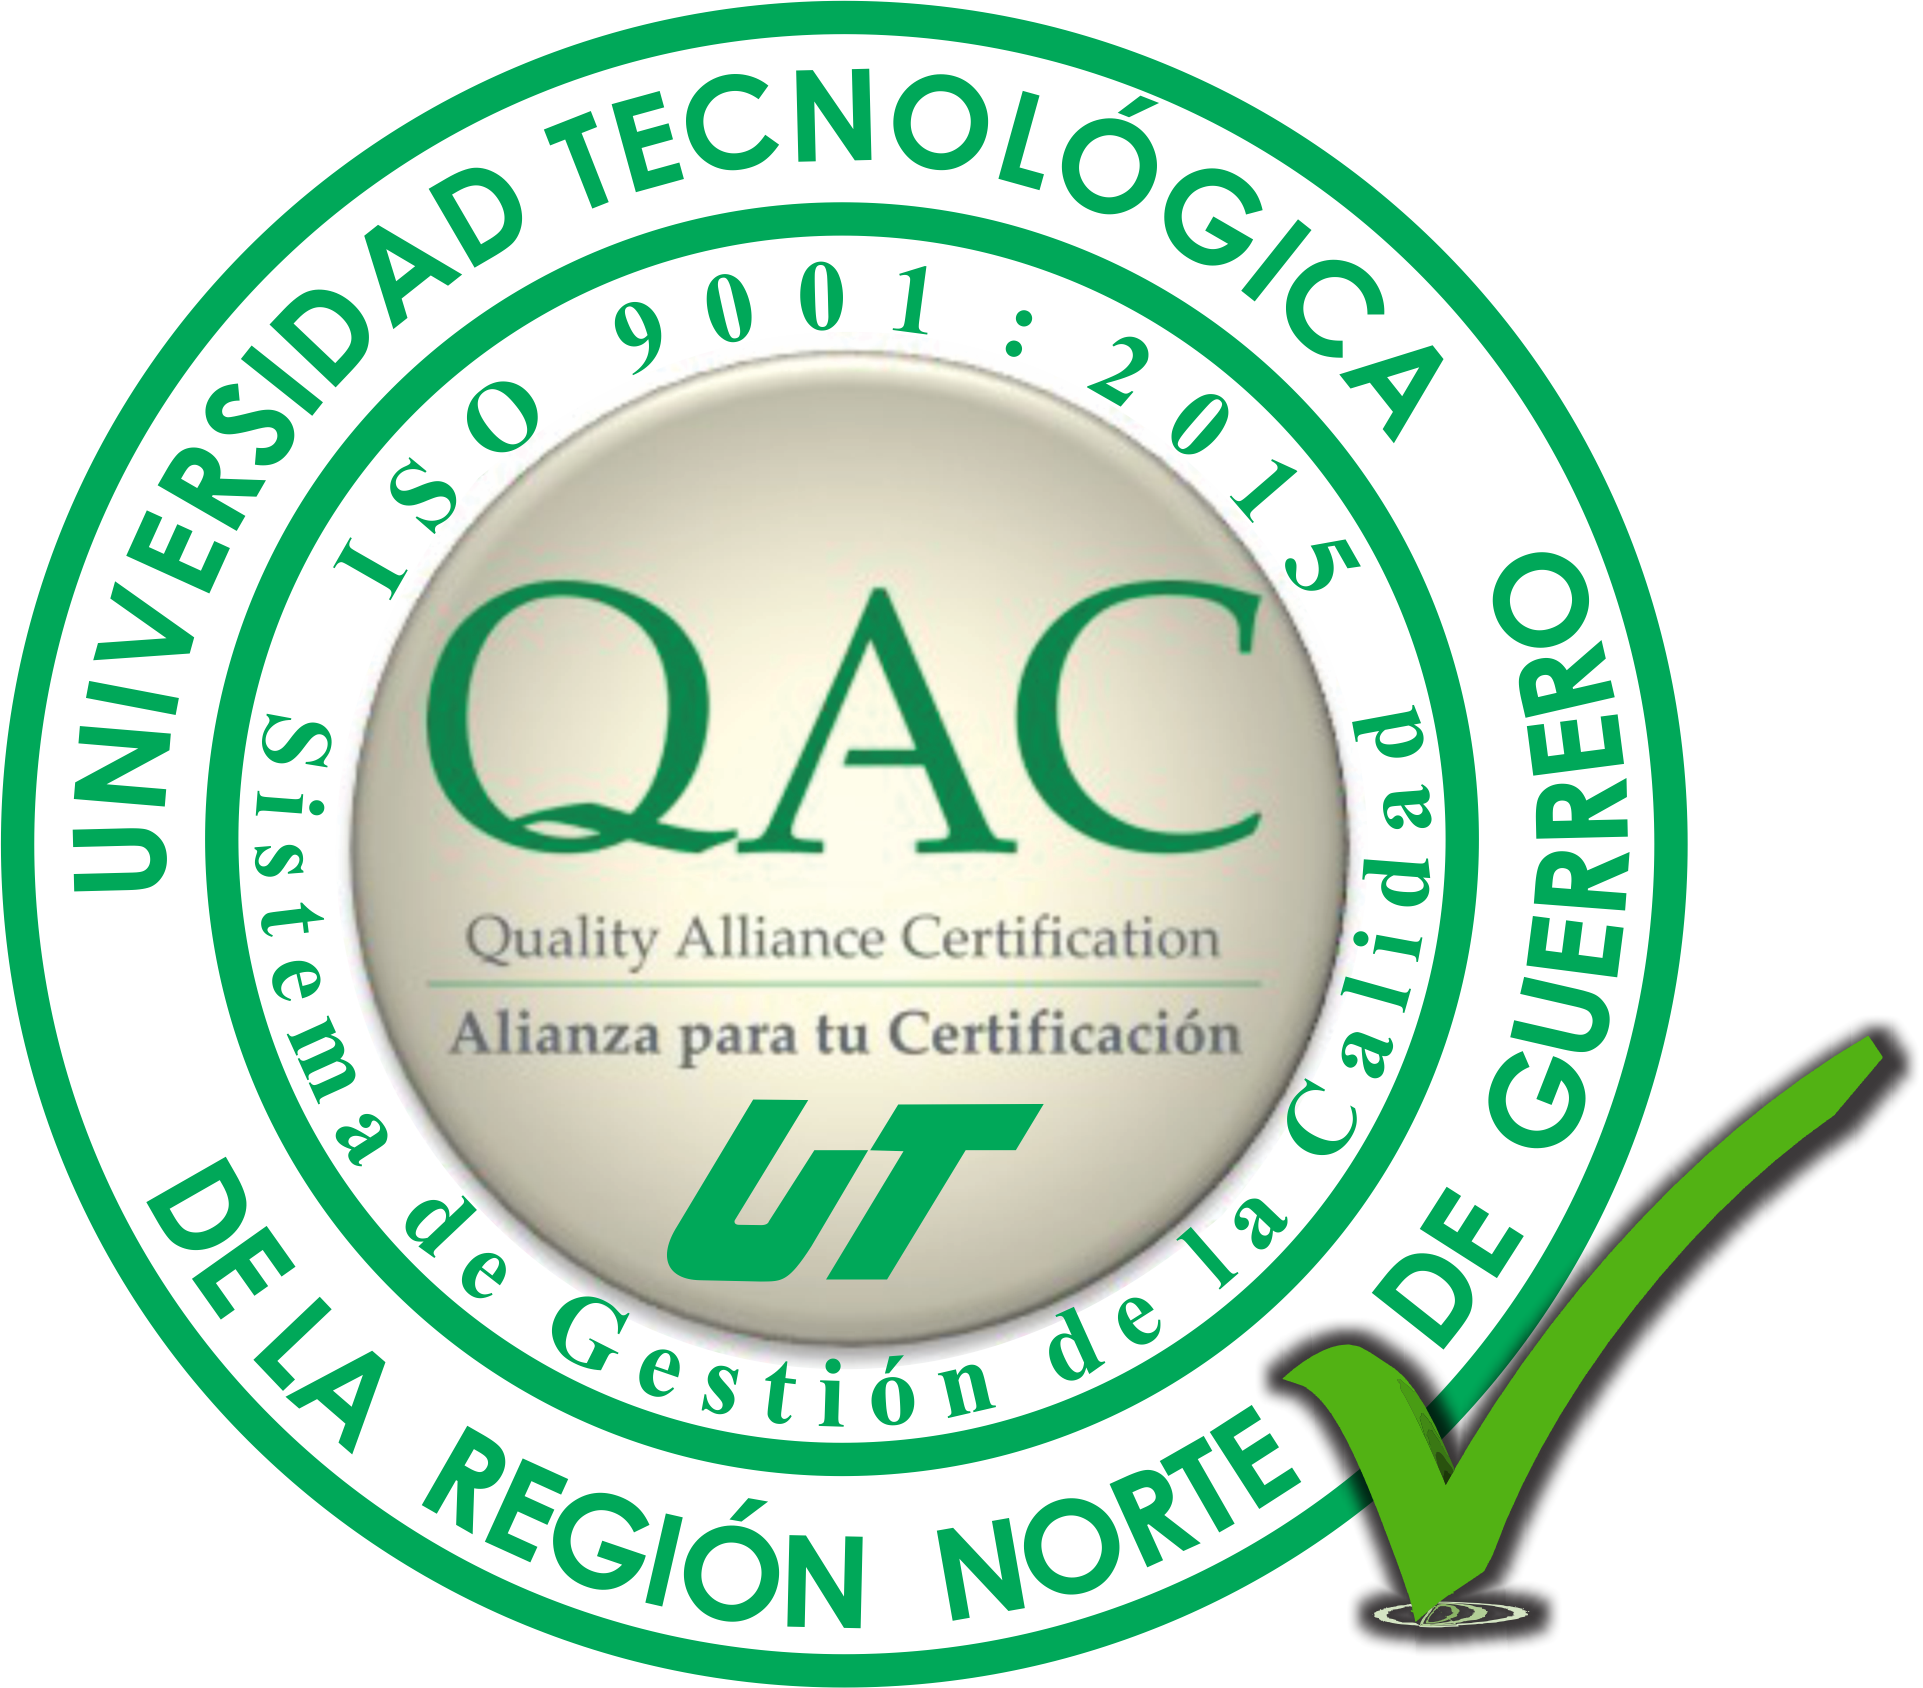 UNIVERSIDAD TECNOLÓGICA
DE LA REGIÓN NORTE DE GUERRERO
ISO 9001:2015
Sistema de Gestión de la Calidad
QAC
Quality Alliance Certification
Alianza para tu Certificación
UT